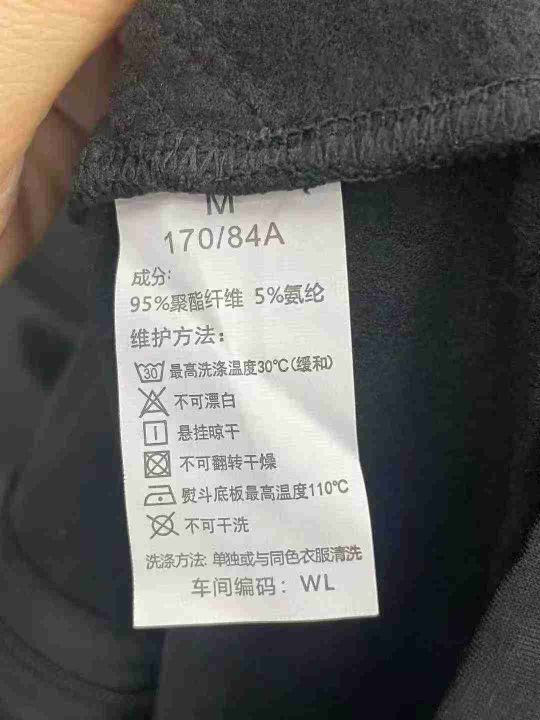 M
170/84A
成分:
95%聚酯纤维 5%氨纶
维护方法:
30 最高洗涤温度30℃(缓和)
不可漂白
悬挂晾干
不可翻转干燥
熨斗底板最高温度110℃
不可干洗
洗涤方法: 单独或与同色衣服清洗
车间编码: WL